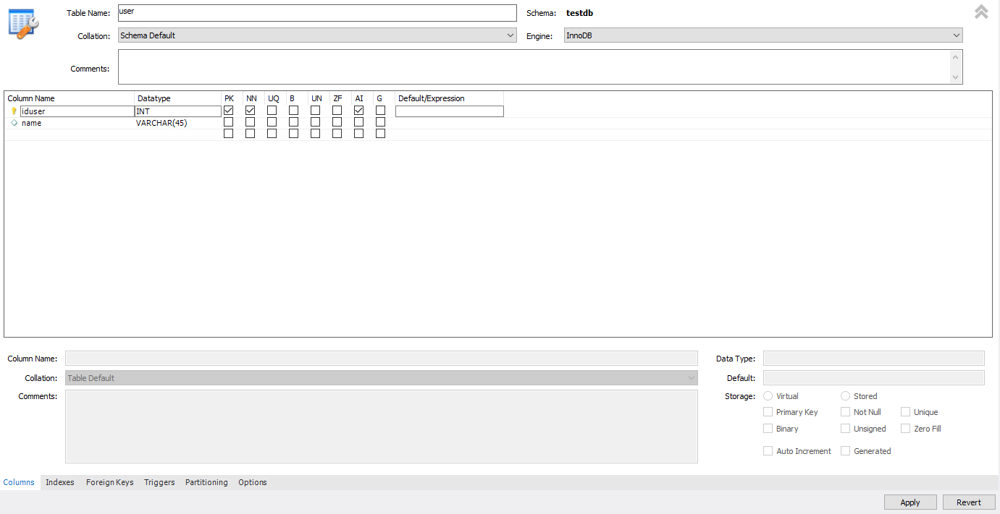 Table Name: user Schema: testdb
Collation: Schema Default Engine: InnoDB
Comments:
Column Name Datatype PK NN UQ B UN ZF AI G Default/Expression
iduser INT
name VARCHAR(45)
Column Name: Data Type:
Collation: Table Default Default:
Comments: Storage: Virtual Stored
Primary Key Not Null Unique
Binary Unsigned Zero Fill
Auto Increment Generated
Columns Indexes Foreign Keys Triggers Partitioning Options
Apply Revert